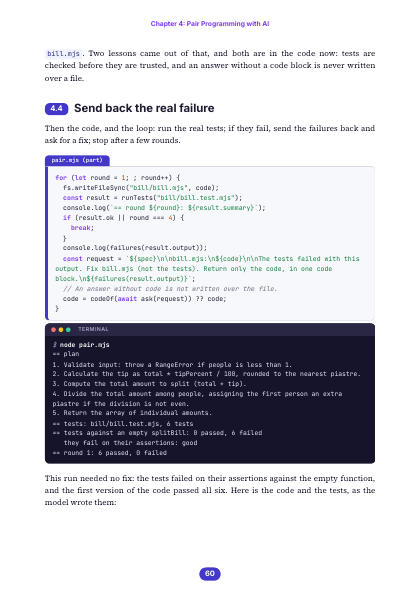 Chapter 4: Pair Programming with AI
bill.mjs. Two lessons came out of that, and both are in the code now: tests are
checked before they are trusted, and an answer without a code block is never written
over a file.
4.4 Send back the real failure
Then the code, and the loop: run the real tests; if they fail, send the failures back and
ask for a fix; stop after a few rounds.
pair.mjs (part)
for (let round = 1; ; round++) {
fs.writeFileSync("bill/bill.mjs", code);
const result = runTests("bill/bill.test.mjs");
console.log(`== round ${round}: ${result.summary}`);
if (result.ok || round === 4) {
break;
}
console.log(failures(result.output));
const request = `${spec}\n\nbill.mjs:\n${code}\n\nThe tests failed with this
output. Fix bill.mjs (not the tests). Return only the code, in one code
block.\n${failures(result.output)}`;
// An answer without code is not written over the file.
code = codeOf(await ask(request)) ?? code;
}
TERMINAL
$ node pair.mjs
== plan
1. Validate input: throw a RangeError if people is less than 1.
2. Calculate the tip as total * tipPercent / 100, rounded to the nearest piastre.
3. Compute the total amount to split (total + tip).
4. Divide the total amount among people, assigning the first person an extra
piastre if the division is not even.
5. Return the array of individual amounts.
== tests: bill/bill.test.mjs, 6 tests
== tests against an empty splitBill: 0 passed, 6 failed
they fail on their assertions: good
== round 1: 6 passed, 0 failed
This run needed no fix: the tests failed on their assertions against the empty function,
and the first version of the code passed all six. Here is the code and the tests, as the
model wrote them:
60